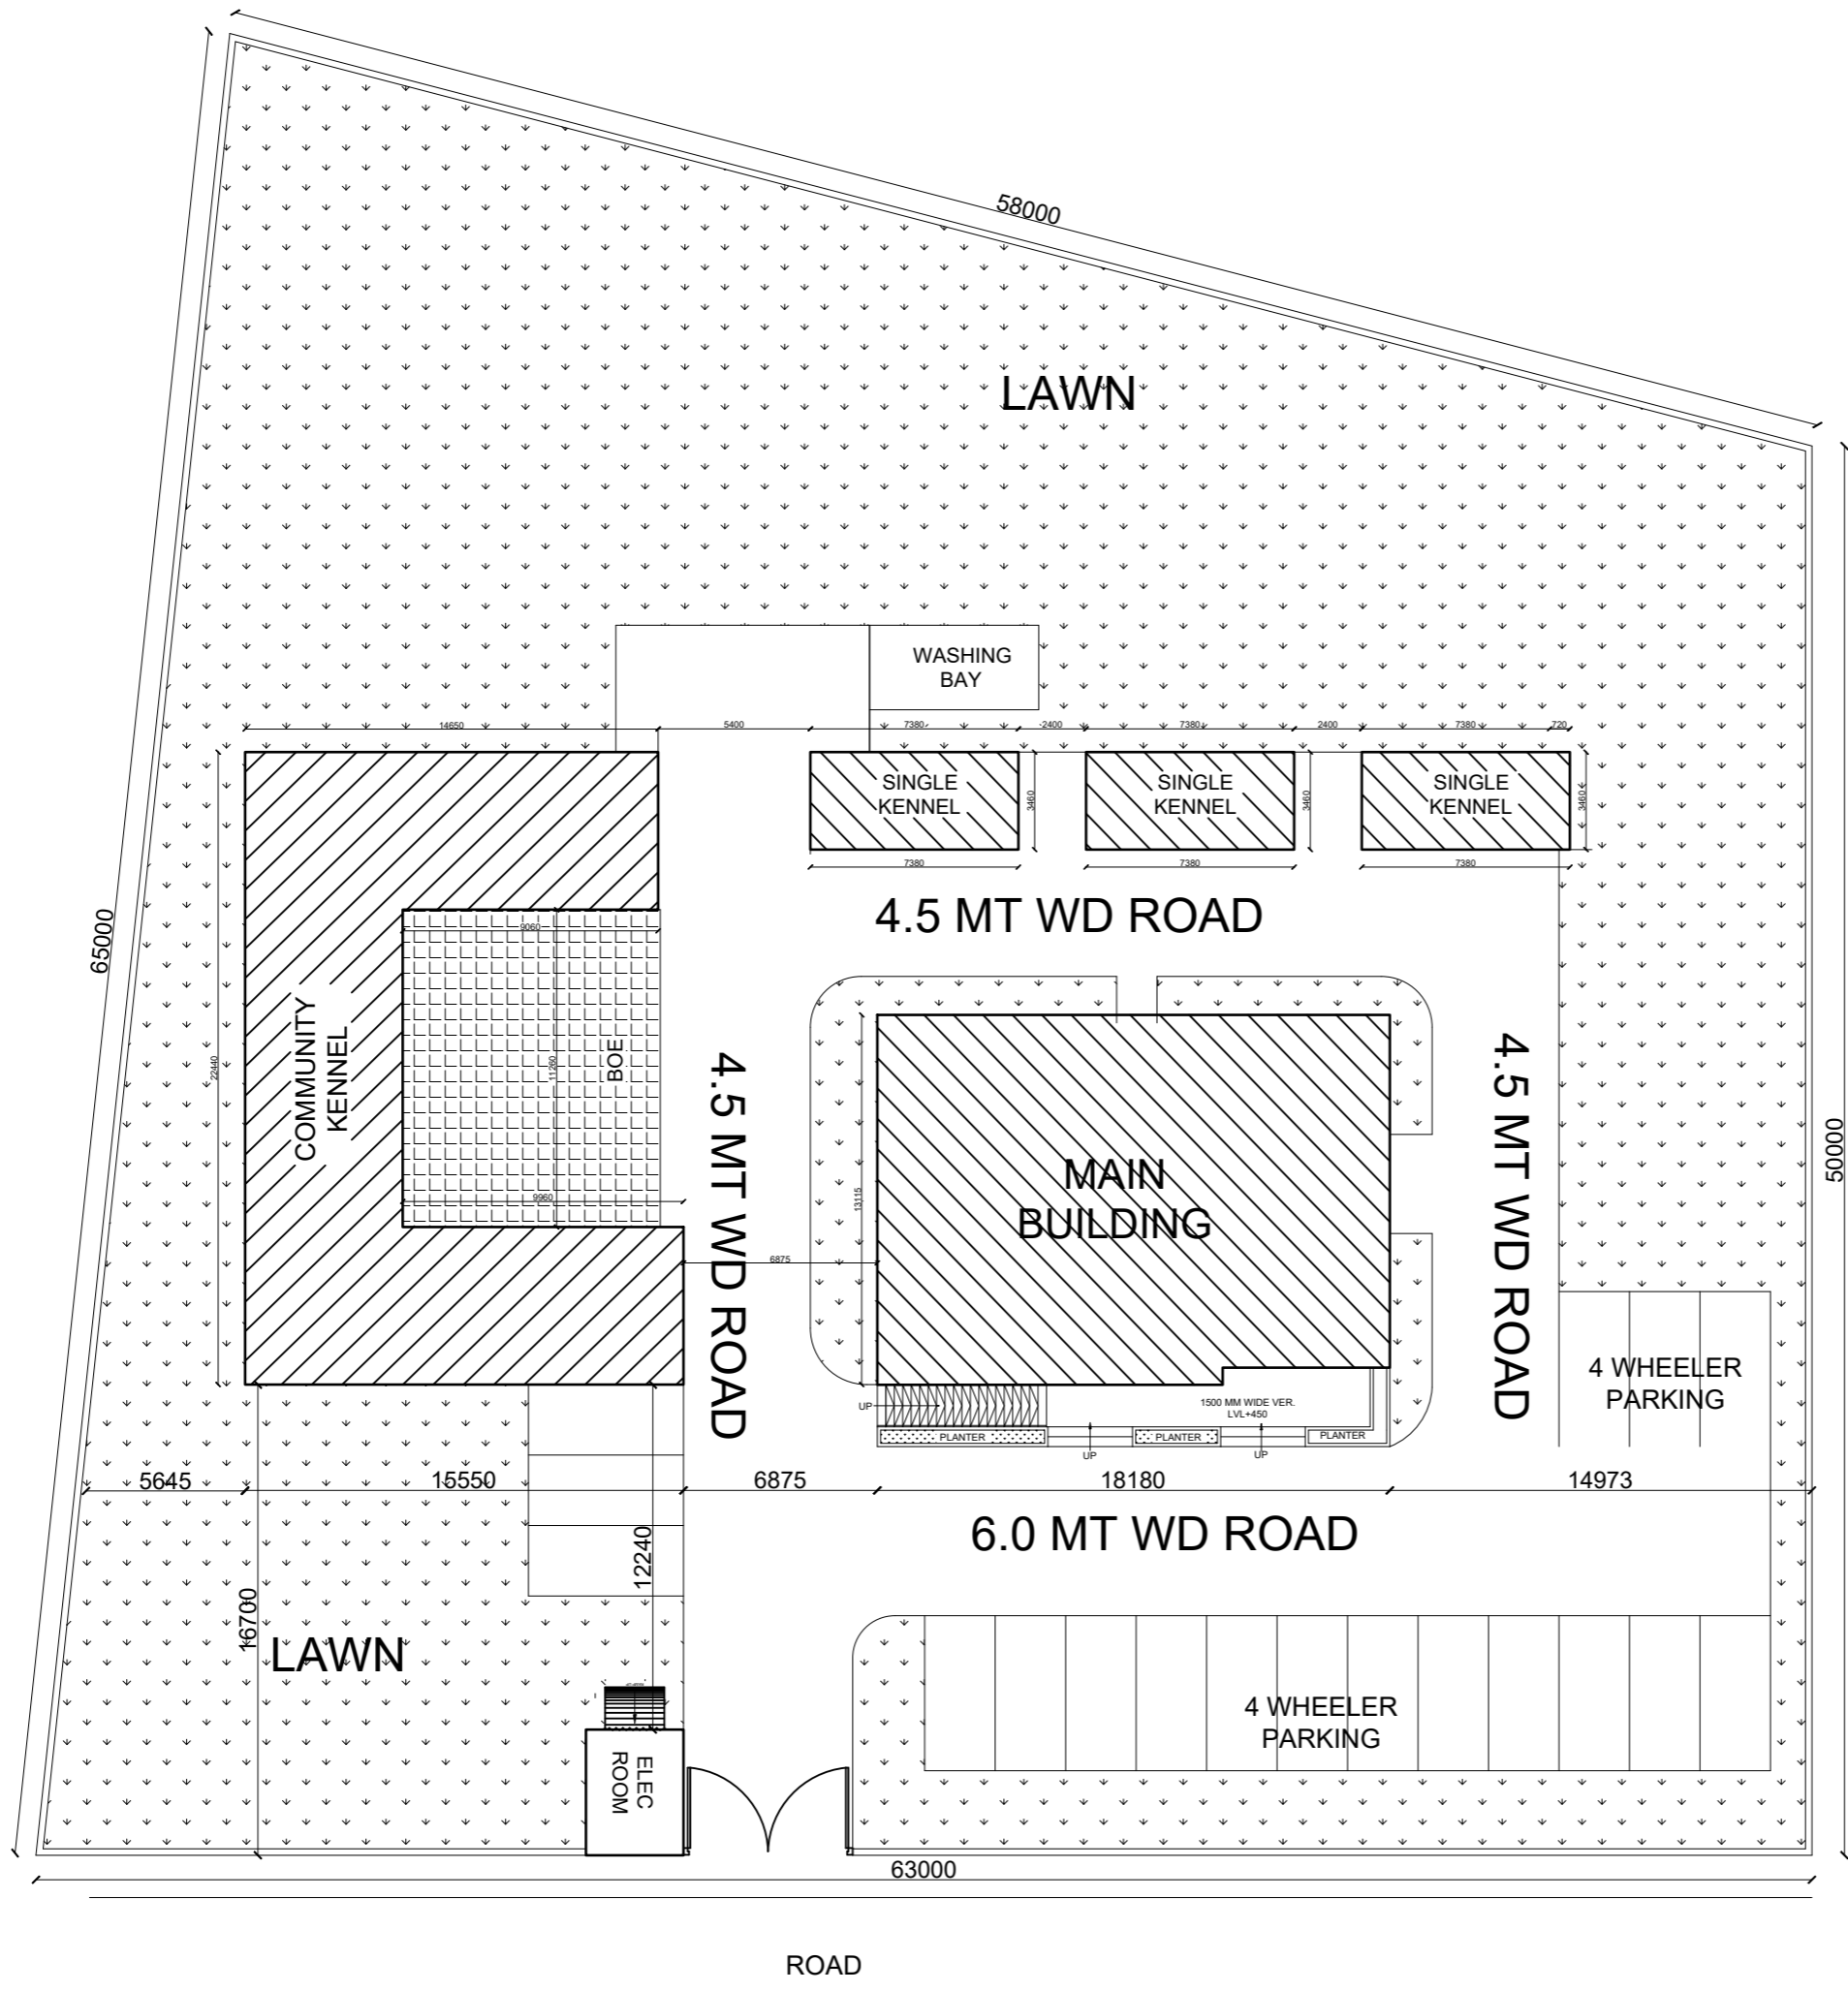 58000
LAWN
WASHING
BAY
14650
5400
7380
2400
7380
2400
7380
720
SINGLE
KENNEL
3460
SINGLE
KENNEL
3460
SINGLE
KENNEL
3460
7380
7380
7380
4.5 MT WD ROAD
65000
9060
COMMUNITY
KENNEL
22440
11260
BOE
9960
4.5 MT WD ROAD
13115
6875
MAIN
BUILDING
4.5 MT WD ROAD
50000
4 WHEELER
PARKING
UP
1500 MM WIDE VER.
LVL+450
PLANTER
PLANTER
PLANTER
UP
UP
5645
15550
6875
18180
14973
6.0 MT WD ROAD
12240
16700
LAWN
4 WHEELER
PARKING
ELEC
ROOM
63000
ROAD